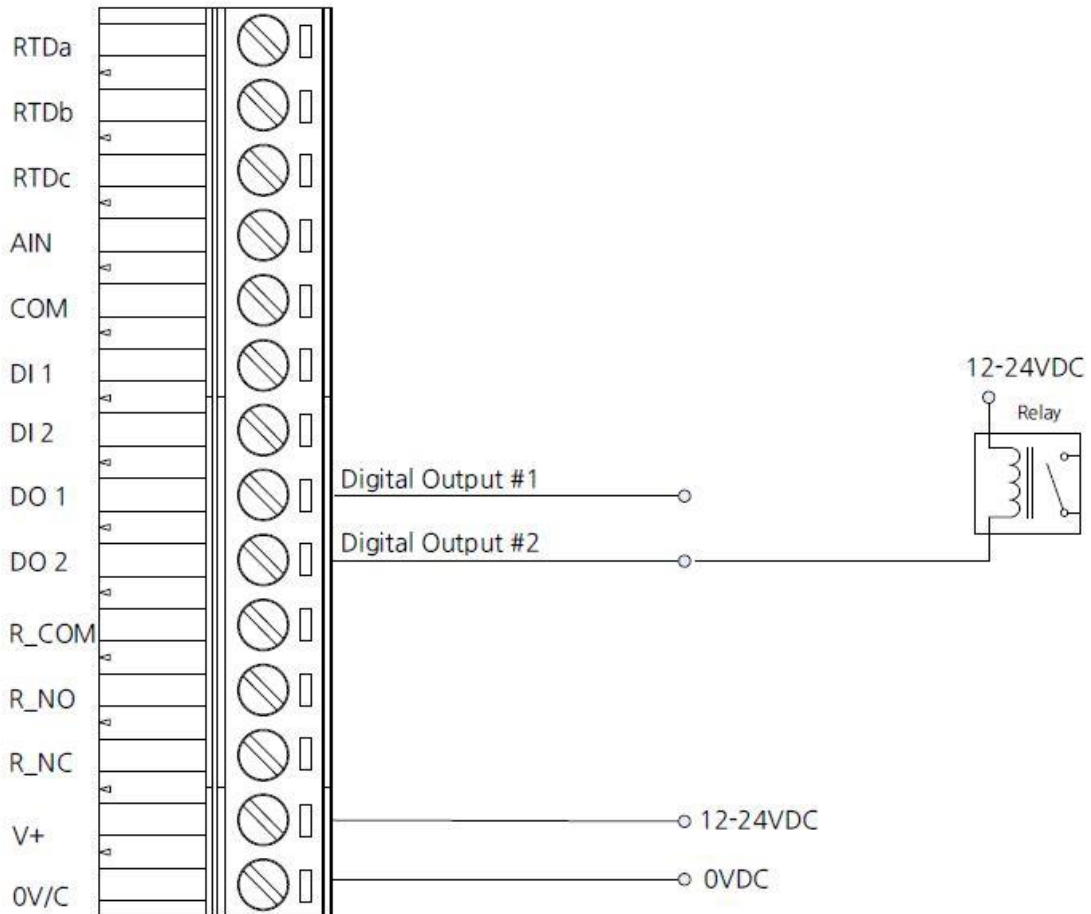 RTDa
RTDb
RTDc
AIN
COM
DI 1
DI 2
DO 1
DO 2
R_COM
R_NO
R_NC
V+
0V/C
Digital Output #1
Digital Output #2
12-24VDC
Relay
12-24VDC
0VDC